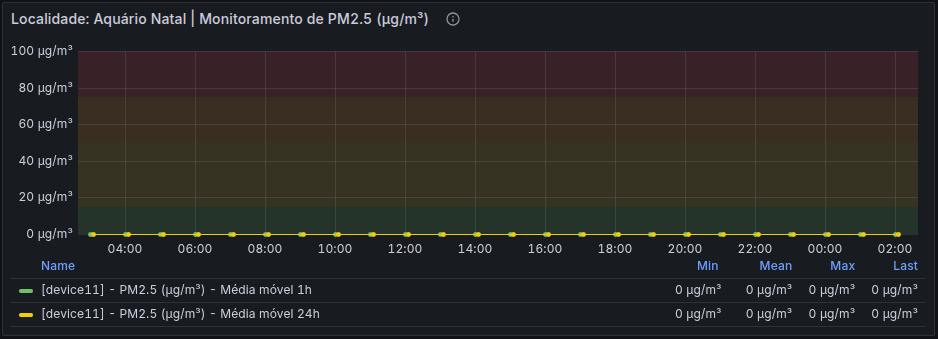 Localidade: Aquário Natal | Monitoramento de PM2.5 (µg/m³)
100 µg/m³
80 µg/m³
60 µg/m³
40 µg/m³
20 µg/m³
0 µg/m³
04:00 06:00 08:00 10:00 12:00 14:00 16:00 18:00 20:00 22:00 00:00 02:00
Name Min Mean Max Last
[device11] - PM2.5 (µg/m³) - Média móvel 1h 0 µg/m³ 0 µg/m³ 0 µg/m³ 0 µg/m³
[device11] - PM2.5 (µg/m³) - Média móvel 24h 0 µg/m³ 0 µg/m³ 0 µg/m³ 0 µg/m³